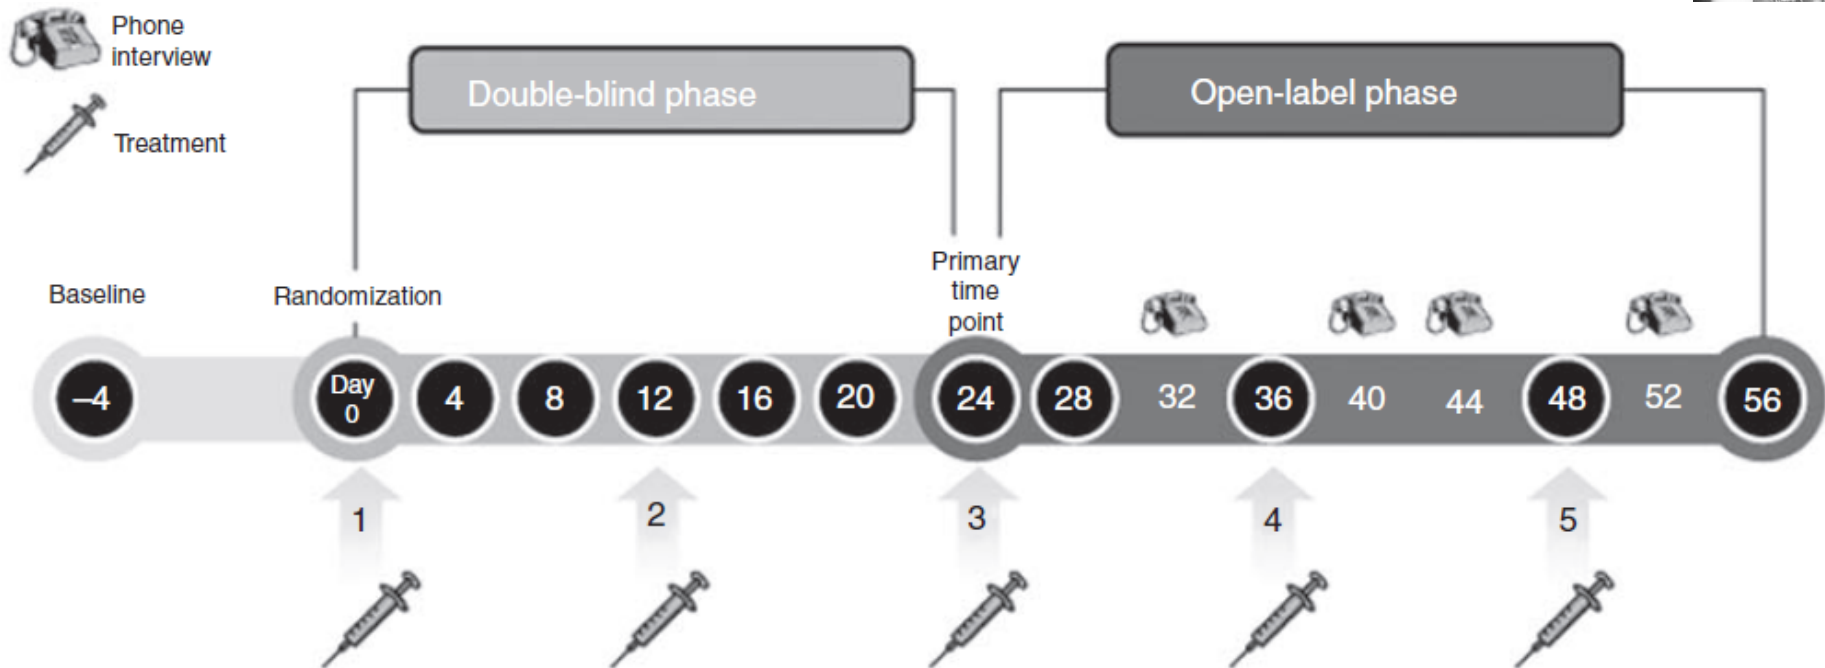 Phone
interview
Treatment
Double-blind phase
Open-label phase
Baseline
Randomization
Primary
time
point
–4
Day
0
4
8
12
16
20
24
28
32
36
40
44
48
52
56
1
2
3
4
5